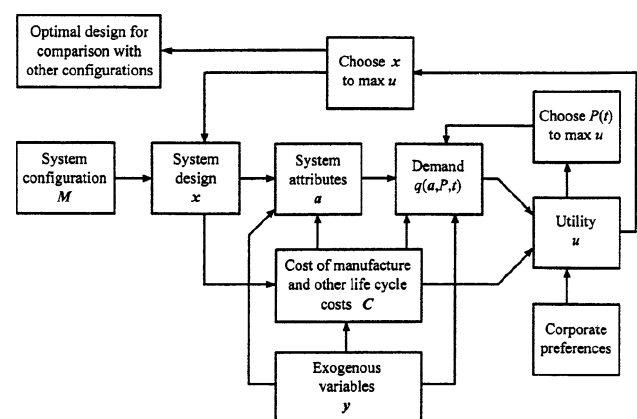 Optimal design for
comparison with
other configurations
Choose x
to max u
Choose P(t)
to max u
System
configuration
M
System
design
x
System
attributes
a
Demand
q(a,P,t)
Utility
u
Cost of manufacture
and other life cycle
costs C
Corporate
preferences
Exogenous
variables
y